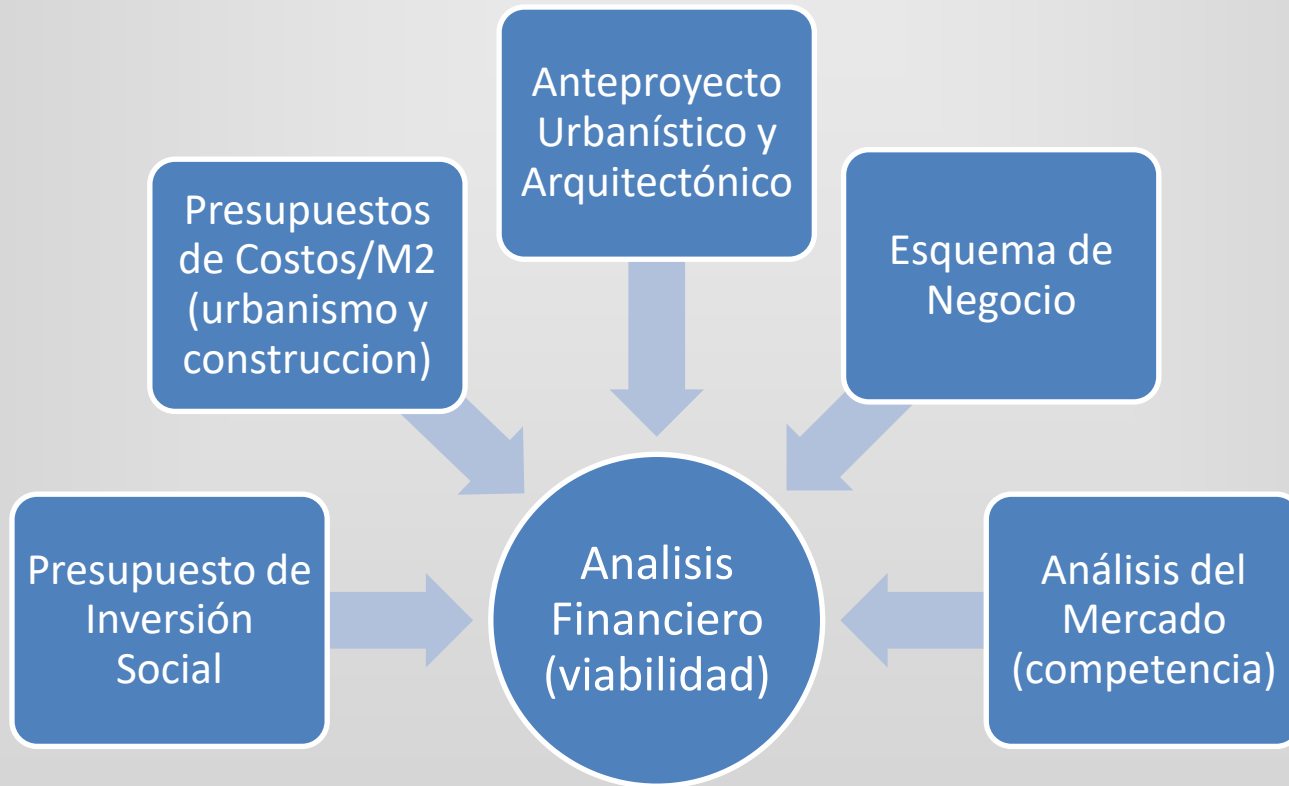 Anteproyecto
Urbanístico y
Arquitectónico
Presupuestos
de Costos/M2
(urbanismo y
construccion)
Esquema de
Negocio
Presupuesto de
Inversión
Social
Analisis
Financiero
(viabilidad)
Análisis del
Mercado
(competencia)